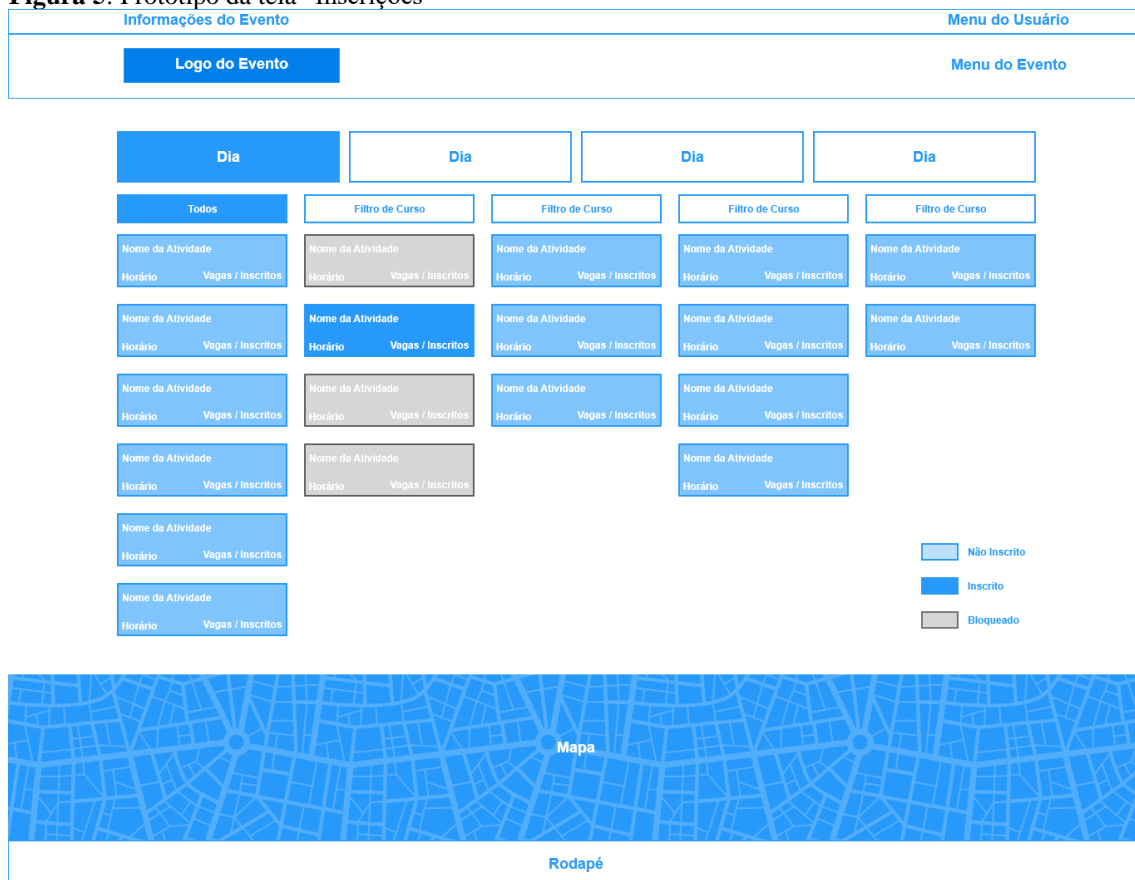 Figura 5. Protótipo da tela "Inscrições"
Informações do Evento Menu do Usuário
Logo do Evento Menu do Evento
Dia Dia Dia Dia
Todos Filtro de Curso Filtro de Curso Filtro de Curso Filtro de Curso
Nome da Atividade Nome da Atividade Nome da Atividade Nome da Atividade Nome da Atividade
Horário Vagas / Inscritos Horário Vagas / Inscritos Horário Vagas / Inscritos Horário Vagas / Inscritos Horário Vagas / Inscritos
Nome da Atividade Nome da Atividade Nome da Atividade Nome da Atividade Nome da Atividade
Horário Vagas / Inscritos Horário Vagas / Inscritos Horário Vagas / Inscritos Horário Vagas / Inscritos Horário Vagas / Inscritos
Nome da Atividade Nome da Atividade Nome da Atividade Nome da Atividade
Horário Vagas / Inscritos Horário Vagas / Inscritos Horário Vagas / Inscritos Horário Vagas / Inscritos
Nome da Atividade Nome da Atividade Nome da Atividade
Horário Vagas / Inscritos Horário Vagas / Inscritos Horário Vagas / Inscritos
Nome da Atividade
Horário Vagas / Inscritos
Não Inscrito
Inscrito
Nome da Atividade
Horário Vagas / Inscritos
Bloqueado
Mapa
Rodapé